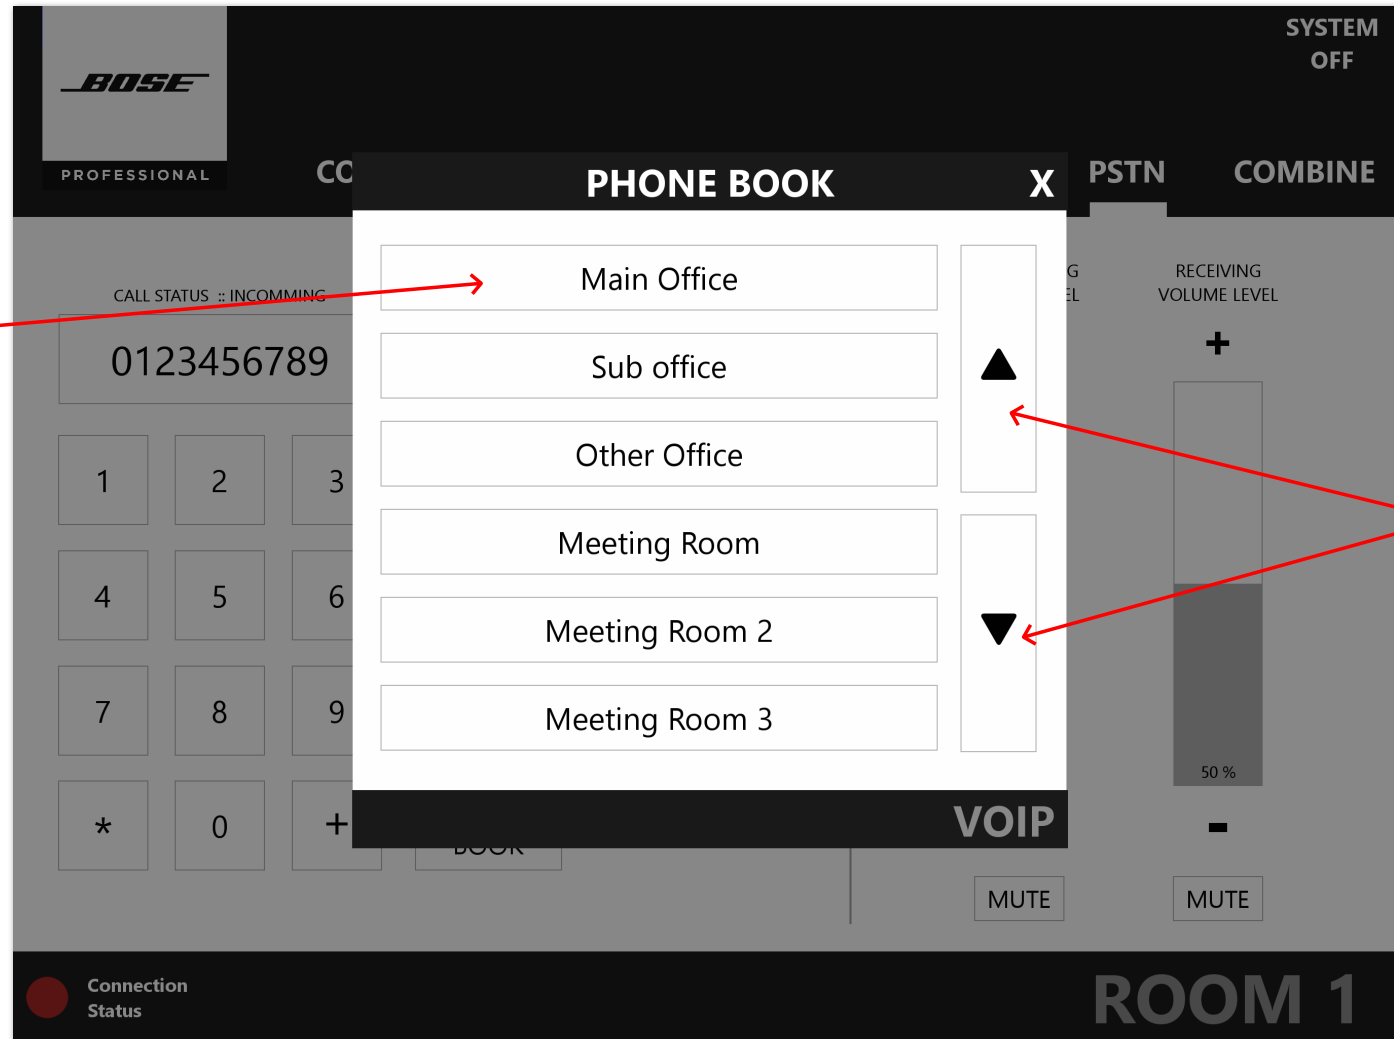 SYSTEM
OFF
BOSE
PROFESSIONAL
PHONE BOOK
X
PSTN
COMBINE
CALL STATUS :: INCOMMING
0123456789
1
2
3
4
5
6
7
8
9
*
0
+
BOOK
Main Office
Sub office
Other Office
Meeting Room
Meeting Room 2
Meeting Room 3
VOIP
RECEIVING
VOLUME LEVEL
+
50 %
-
MUTE
MUTE
Connection
Status
ROOM 1